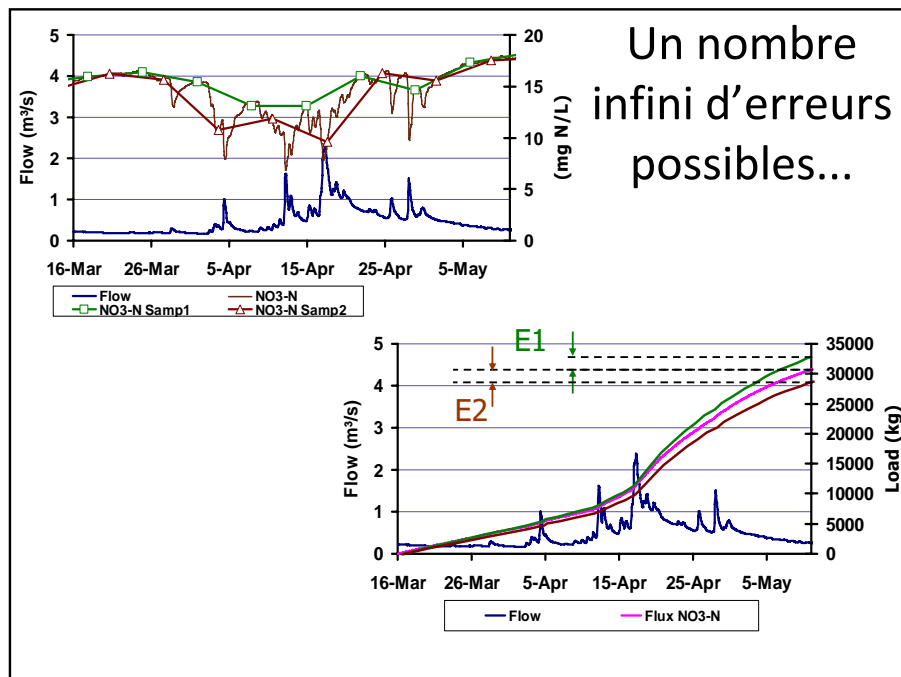 Un nombre
infini d’erreurs
possibles...
5
4
3
2
1
0
Flow (m³/s)
20
15
10
5
0
(mg N/L)
16-Mar 26-Mar 5-Apr 15-Apr 25-Apr 5-May
Flow NO3-N
NO3-N Samp1 NO3-N Samp2
E1
E2
5
4
3
2
1
0
Flow (m³/s)
35000
30000
25000
20000
15000
10000
5000
0
Load (kg)
16-Mar 26-Mar 5-Apr 15-Apr 25-Apr 5-May
Flow Flux NO3-N